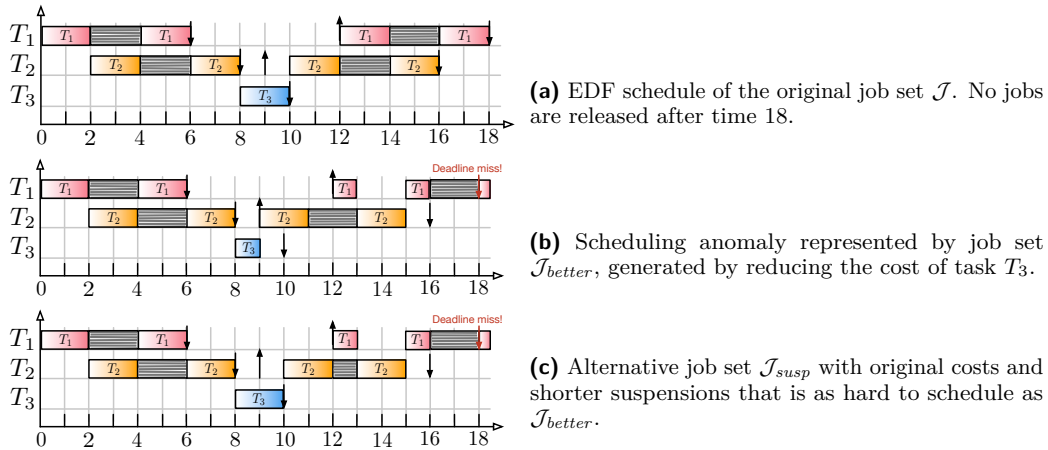 T₁ T₁ T₁ T₁ T₁
T₂ T₂ T₂ T₂ T₂
T₃ T₃
0 2 4 6 8 10 12 14 16 18
(a) EDF schedule of the original job set 𝒥. No jobs
are released after time 18.
Deadline miss!
T₁ T₁ T₁ T₁ T₁
T₂ T₂ T₂ T₂ T₂
T₃ T₃
0 2 4 6 8 10 12 14 16 18
(b) Scheduling anomaly represented by job set
𝒥better, generated by reducing the cost of task T₃.
Deadline miss!
T₁ T₁ T₁ T₁ T₁
T₂ T₂ T₂ T₂ T₂
T₃ T₃
0 2 4 6 8 10 12 14 16 18
(c) Alternative job set 𝒥susp with original costs and
shorter suspensions that is as hard to schedule as
𝒥better.